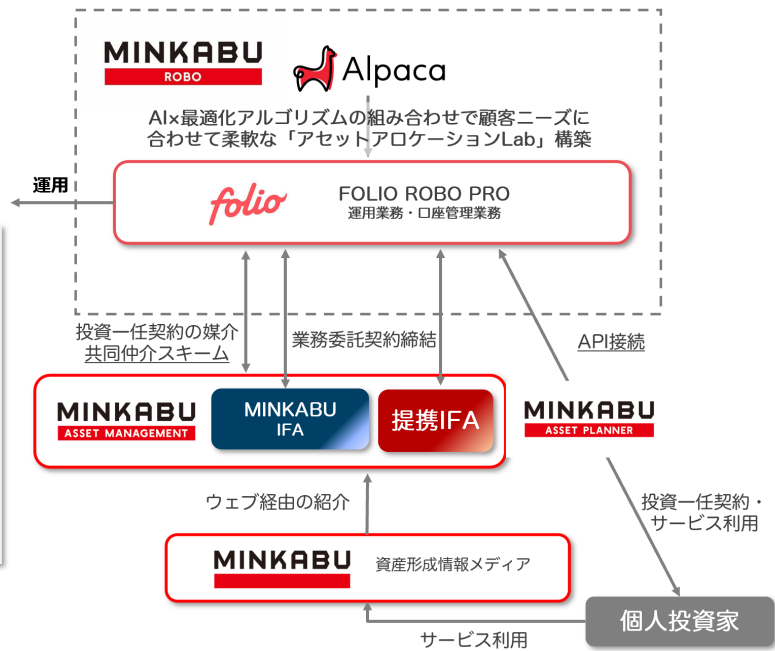 MINKABU
ROBO
Alpaca
AI×最適化アルゴリズムの組み合わせで顧客ニーズに
合わせて柔軟な「アセットアロケーションLab」構築
運用
folio
FOLIO ROBO PRO
運用業務・口座管理業務
投資一任契約の媒介
共同仲介スキーム
業務委託契約締結
API接続
MINKABU
ASSET MANAGEMENT
MINKABU
IFA
提携IFA
MINKABU
ASSET PLANNER
ウェブ経由の紹介
投資一任契約・
サービス利用
MINKABU
資産形成情報メディア
個人投資家
サービス利用